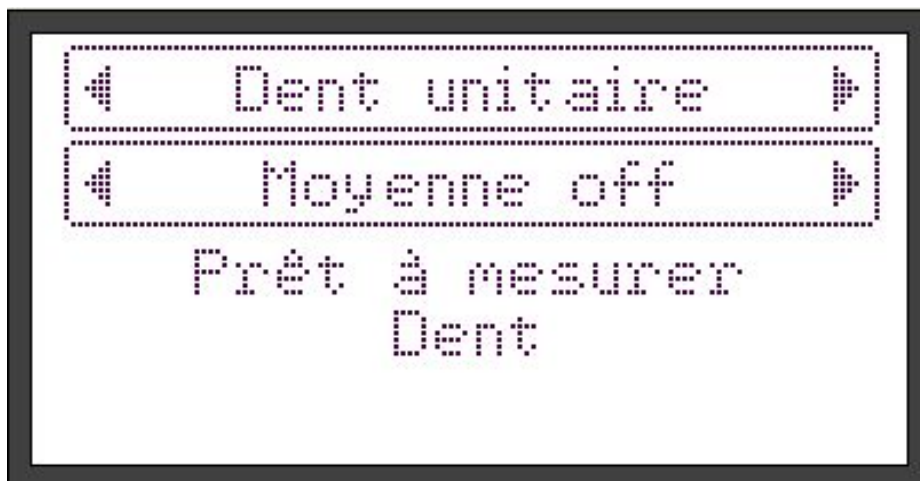 Dent unitaire
Moyenne off
Prêt à mesurer
Dent